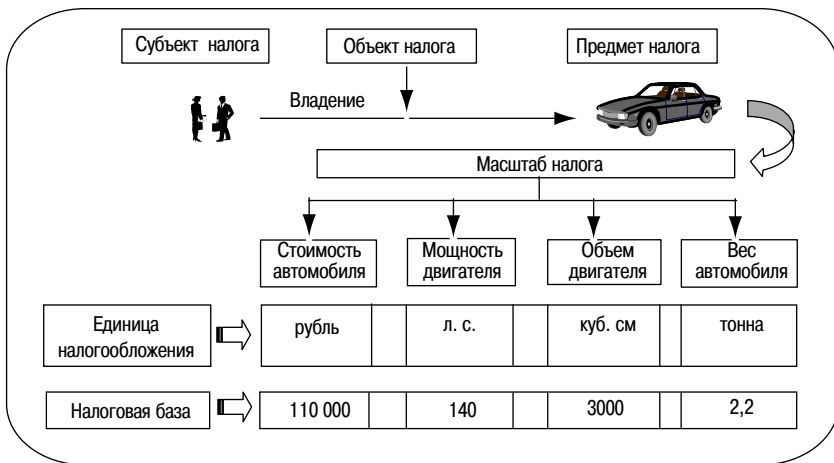 Субъект налога
Объект налога
Предмет налога
Владение
Масштаб налога
Стоимость
автомобиля
Мощность
двигателя
Объем
двигателя
Вес
автомобиля
Единица
налогообложения
рубль
л. с.
куб. см
тонна
Налоговая база
110 000
140
3000
2,2